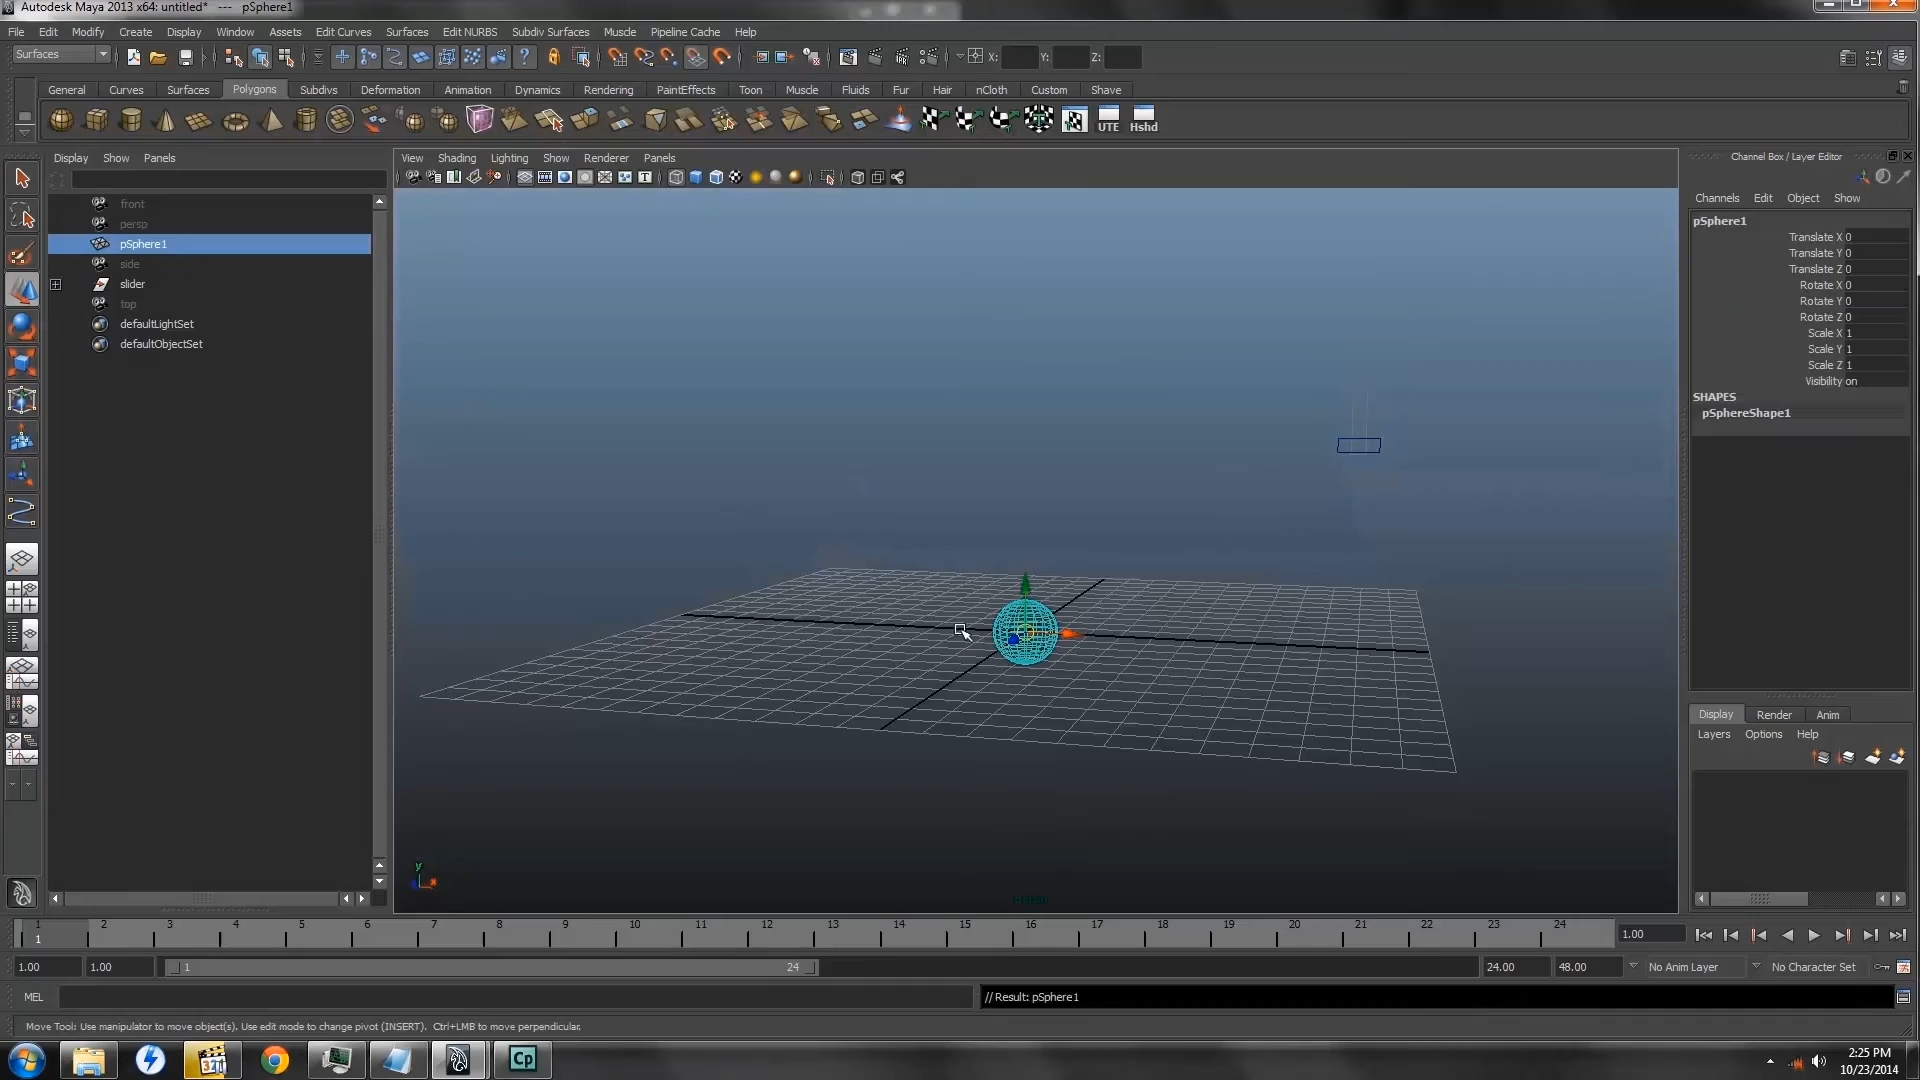 Autodesk Maya 2013 x64: untitled* --- pSphere1
File Edit Modify Create Display Window Assets Edit Curves Surfaces Edit NURBS Subdiv Surfaces Muscle Pipeline Cache Help
Surfaces X: Y: Z:
General Curves Surfaces Polygons Subdivs Deformation Animation Dynamics Rendering PaintEffects Toon Muscle Fluids Fur Hair nCloth Custom Shave
UTE Hshd
Display Show Panels
front
persp
pSphere1
side
slider
top
defaultLightSet
defaultObjectSet
View Shading Lighting Show Renderer Panels
y
x
Channel Box / Layer Editor
Channels Edit Object Show
pSphere1
Translate X 0
Translate Y 0
Translate Z 0
Rotate X 0
Rotate Y 0
Rotate Z 0
Scale X 1
Scale Y 1
Scale Z 1
Visibility on
SHAPES
pSphereShape1
Display Render Anim
Layers Options Help
1 2 3 4 5 6 7 8 9 10 11 12 13 14 15 16 17 18 19 20 21 22 23 24
1 1.00
1.00 1.00 1 24 24.00 48.00 No Anim Layer No Character Set
MEL // Result: pSphere1
Move Tool: Use manipulator to move object(s). Use edit mode to change pivot (INSERT). Ctrl+LMB to move perpendicular.
321
Cp
2:25 PM
10/23/2014